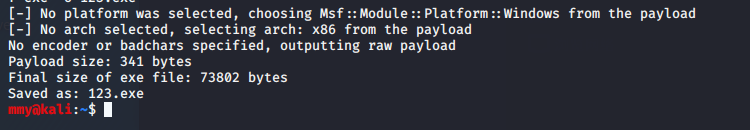 [-] No platform was selected, choosing Msf::Module::Platform::Windows from the payload
[-] No arch selected, selecting arch: x86 from the payload
No encoder or badchars specified, outputting raw payload
Payload size: 341 bytes
Final size of exe file: 73802 bytes
Saved as: 123.exe
mmy@kali:~$